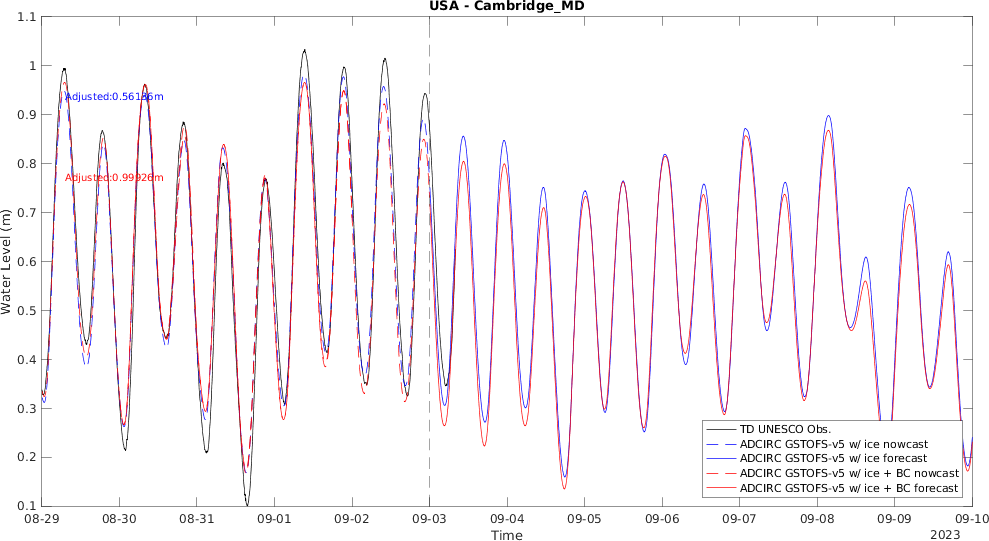 USA - Cambridge_MD
1.1
1
0.9
0.8
0.7
0.6
0.5
0.4
0.3
0.2
0.1
Water Level (m)
Adjusted:0.56136m
Adjusted:0.99926m
TD UNESCO Obs.
ADCIRC GSTOFS-v5 w/ ice nowcast
ADCIRC GSTOFS-v5 w/ ice forecast
ADCIRC GSTOFS-v5 w/ ice + BC nowcast
ADCIRC GSTOFS-v5 w/ ice + BC forecast
08-29 08-30 08-31 09-01 09-02 09-03 09-04 09-05 09-06 09-07 09-08 09-09 09-10
Time
2023